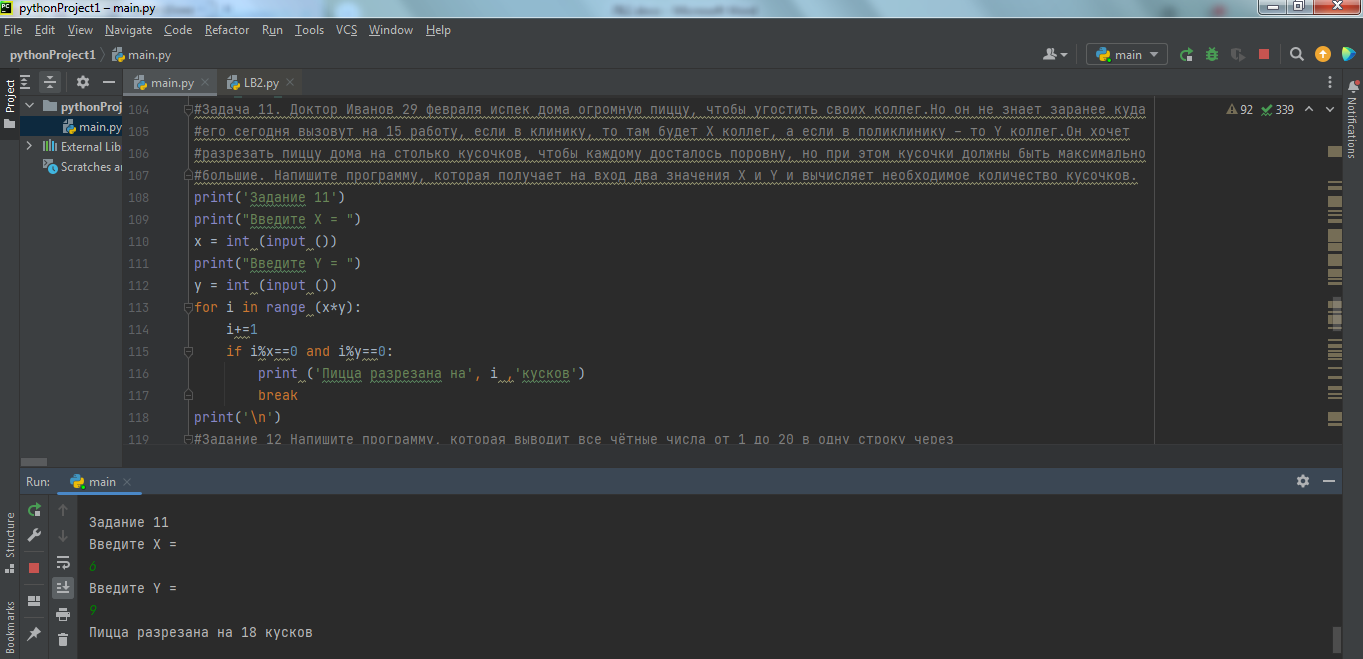 pythonProject1 – main.py
File Edit View Navigate Code Refactor Run Tools VCS Window Help
pythonProject1 main.py
main
Project
main.py
LB2.py
pythonProj
main.py
External Lib
Scratches a
92 339
Notifications
104 #Задача 11. Доктор Иванов 29 февраля испек дома огромную пиццу, чтобы угостить своих коллег.Но он не знает заранее куда
105 #его сегодня вызовут на 15 работу, если в клинику, то там будет X коллег, а если в поликлинику – то Y коллег.Он хочет
106 #разрезать пиццу дома на столько кусочков, чтобы каждому досталось поровну, но при этом кусочки должны быть максимально
107 #большие. Напишите программу, которая получает на вход два значения X и Y и вычисляет необходимое количество кусочков.
108 print('Задание 11')
109 print("Введите X = ")
110 x = int (input ())
111 print("Введите Y = ")
112 y = int (input ())
113 for i in range (x*y):
114 i+=1
115 if i%x==0 and i%y==0:
116 print ('Пицца разрезана на', i ,'кусков')
117 break
118 print('\n')
119 #Задание 12 Напишите программу, которая выводит все чётные числа от 1 до 20 в одну строку через
Run: main
Structure
Bookmarks
Задание 11
Введите X =
6
Введите Y =
9
Пицца разрезана на 18 кусков